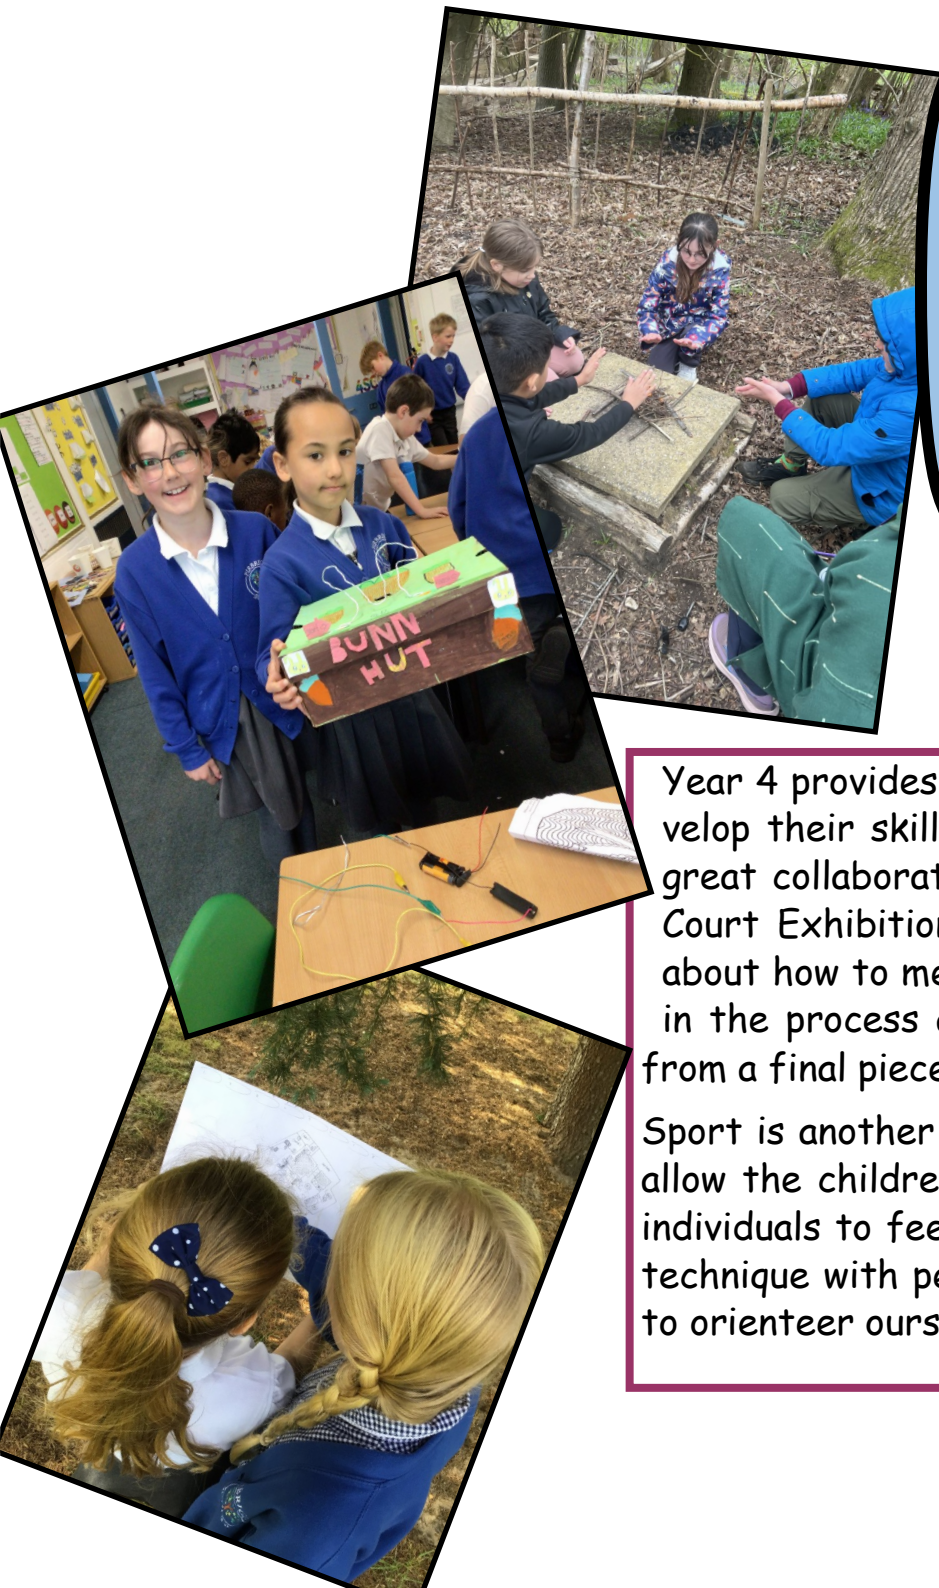 BUNN
HUT
Year 4 provides
velop their skill
great collaborat
Court Exhibition
about how to me
in the process
from a final piece
Sport is another
allow the childre
individuals to fee
technique with pe
to orienteer ours